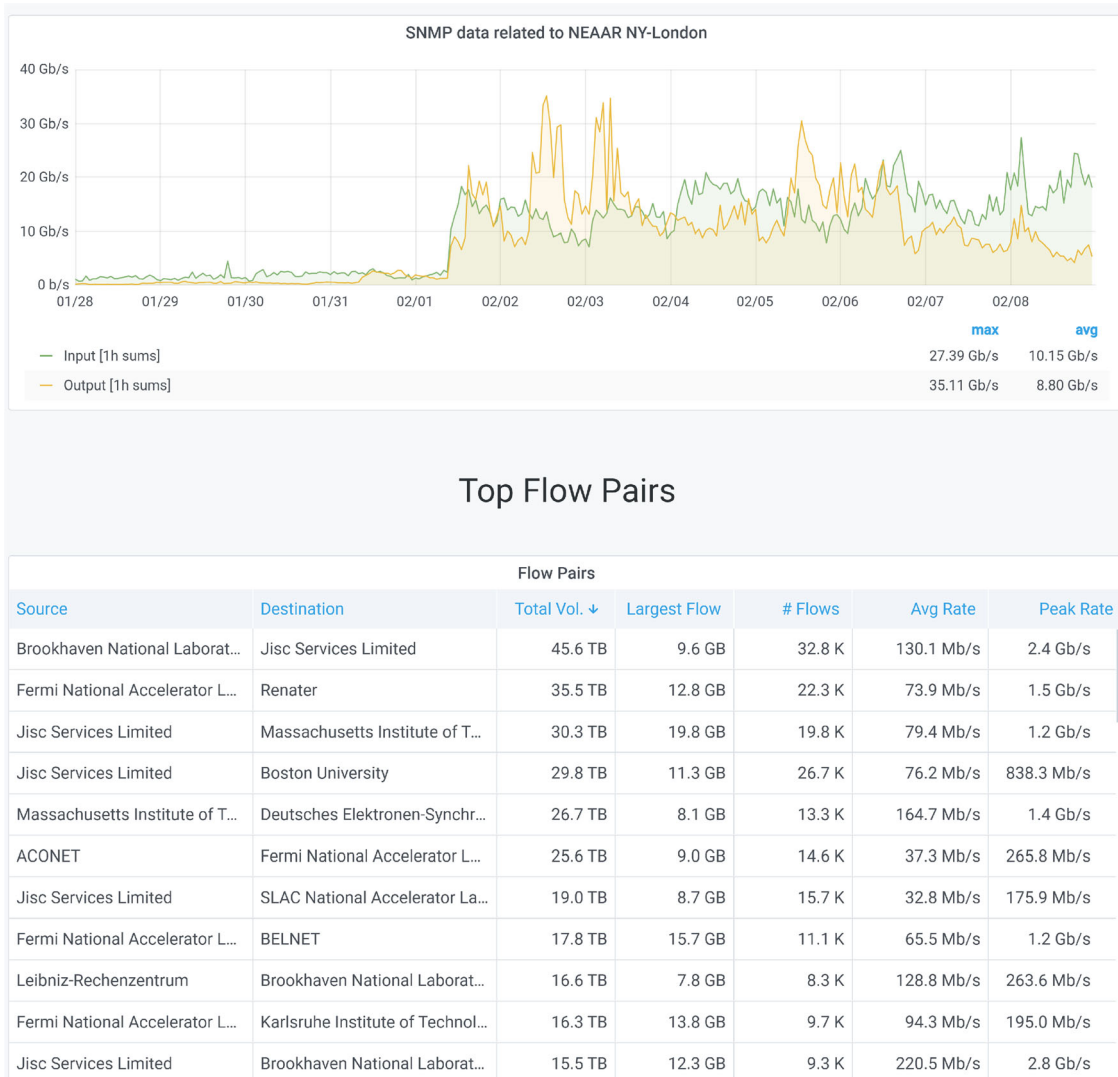 SNMP data related to NEAAR NY-London
40 Gb/s
30 Gb/s
20 Gb/s
10 Gb/s
0 b/s
01/28 01/29 01/30 01/31 02/01 02/02 02/03 02/04 02/05 02/06 02/07 02/08
max avg
Input [1h sums] 27.39 Gb/s 10.15 Gb/s
Output [1h sums] 35.11 Gb/s 8.80 Gb/s
Top Flow Pairs
Flow Pairs
Source Destination Total Vol. ↓ Largest Flow # Flows Avg Rate Peak Rate
Brookhaven National Laborat... Jisc Services Limited 45.6 TB 9.6 GB 32.8 K 130.1 Mb/s 2.4 Gb/s
Fermi National Accelerator L... Renater 35.5 TB 12.8 GB 22.3 K 73.9 Mb/s 1.5 Gb/s
Jisc Services Limited Massachusetts Institute of T... 30.3 TB 19.8 GB 19.8 K 79.4 Mb/s 1.2 Gb/s
Jisc Services Limited Boston University 29.8 TB 11.3 GB 26.7 K 76.2 Mb/s 838.3 Mb/s
Massachusetts Institute of T... Deutsches Elektronen-Synchr... 26.7 TB 8.1 GB 13.3 K 164.7 Mb/s 1.4 Gb/s
ACONET Fermi National Accelerator L... 25.6 TB 9.0 GB 14.6 K 37.3 Mb/s 265.8 Mb/s
Jisc Services Limited SLAC National Accelerator La... 19.0 TB 8.7 GB 15.7 K 32.8 Mb/s 175.9 Mb/s
Fermi National Accelerator L... BELNET 17.8 TB 15.7 GB 11.1 K 65.5 Mb/s 1.2 Gb/s
Leibniz-Rechenzentrum Brookhaven National Laborat... 16.6 TB 7.8 GB 8.3 K 128.8 Mb/s 263.6 Mb/s
Fermi National Accelerator L... Karlsruhe Institute of Technol... 16.3 TB 13.8 GB 9.7 K 94.3 Mb/s 195.0 Mb/s
Jisc Services Limited Brookhaven National Laborat... 15.5 TB 12.3 GB 9.3 K 220.5 Mb/s 2.8 Gb/s